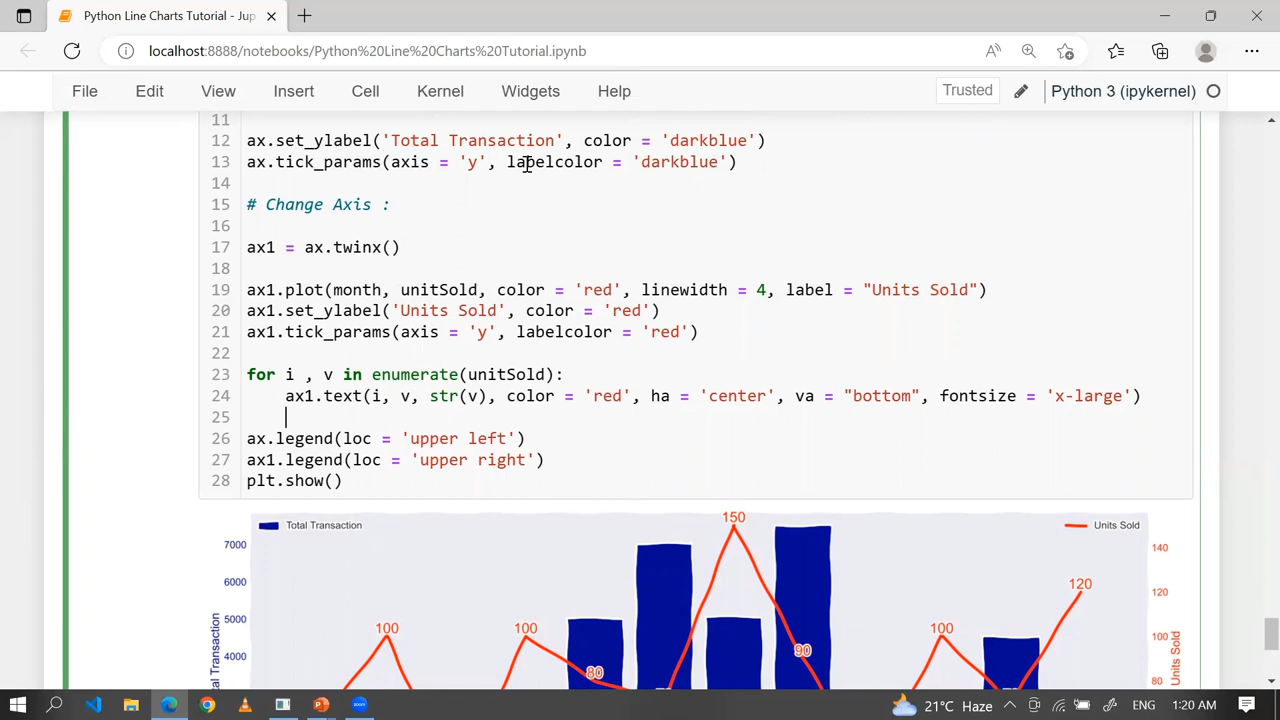 Python Line Charts Tutorial - Jup
localhost:8888/notebooks/Python%20Line%20Charts%20Tutorial.ipynb
File Edit View Insert Cell Kernel Widgets Help Trusted Python 3 (ipykernel)
11
12 ax.set_ylabel('Total Transaction', color = 'darkblue')
13 ax.tick_params(axis = 'y', labelcolor = 'darkblue')
14
15 # Change Axis :
16
17 ax1 = ax.twinx()
18
19 ax1.plot(month, unitSold, color = 'red', linewidth = 4, label = "Units Sold")
20 ax1.set_ylabel('Units Sold', color = 'red')
21 ax1.tick_params(axis = 'y', labelcolor = 'red')
22
23 for i , v in enumerate(unitSold):
24 ax1.text(i, v, str(v), color = 'red', ha = 'center', va = "bottom", fontsize = 'x-large')
25
26 ax.legend(loc = 'upper left')
27 ax1.legend(loc = 'upper right')
28 plt.show()
150
Total Transaction Units Sold
7000 140
6000 120 120
5000 100 100 100 100
80
90
4000 80
Transaction
Units Sold
21°C Haze ENG 1:20 AM